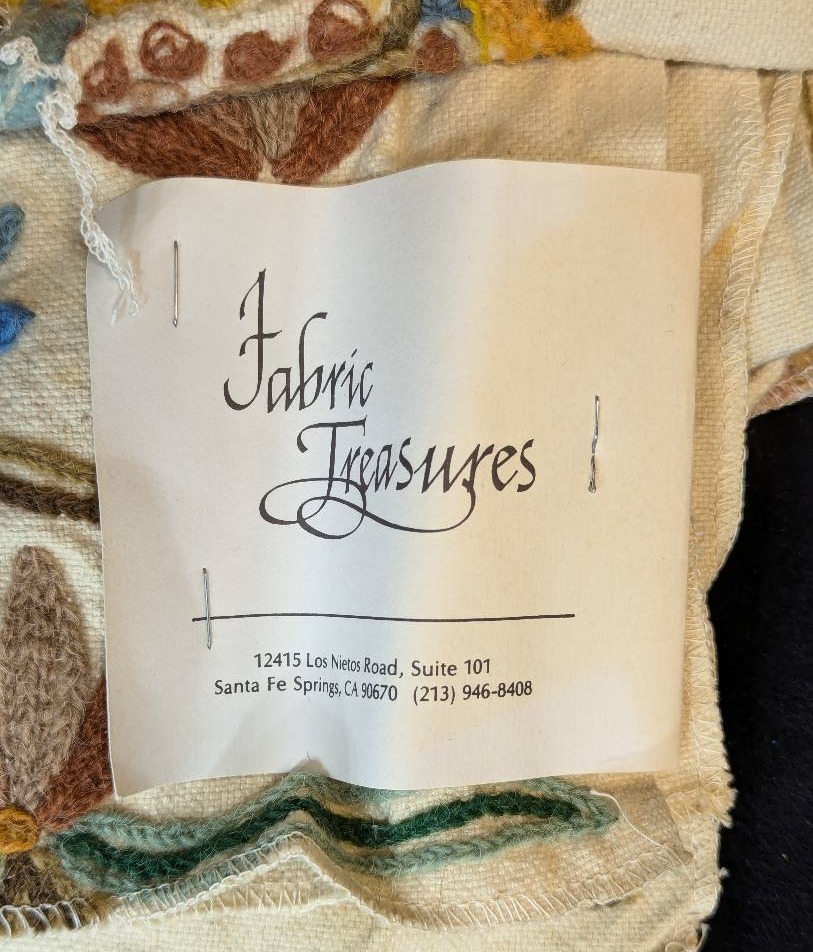 Fabric
Treasures
12415 Los Nietos Road, Suite 101
Santa Fe Springs, CA 90670 (213) 946-8408